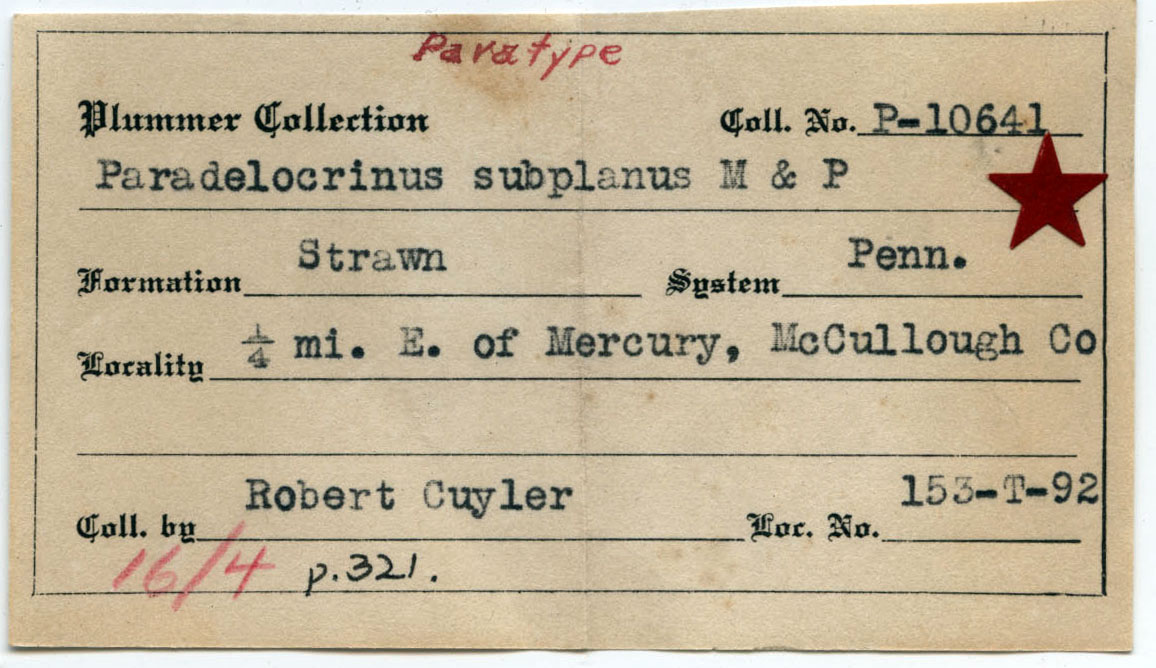 Paratype
Plummer Collection Coll. No. P-10641
Paradelocrinus subplanus M & P
Formation Strawn System Penn.
Locality ¼ mi. E. of Mercury, McCullough Co
Coll. by Robert Cuyler Loc. No. 153-T-92
16/4 p.321.